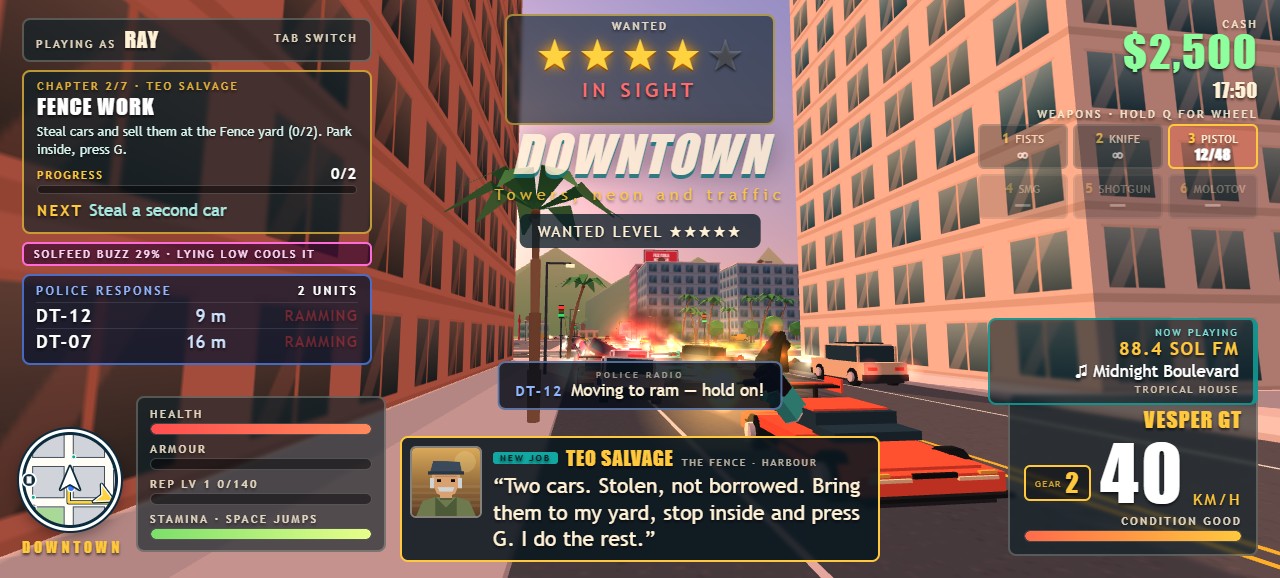 PLAYING AS RAY TAB SWITCH
CHAPTER 2/7 · TEO SALVAGE
FENCE WORK
Steal cars and sell them at the Fence yard (0/2). Park
inside, press G.
PROGRESS 0/2
NEXT Steal a second car
SOLFEED BUZZ 29% · LYING LOW COOLS IT
POLICE RESPONSE 2 UNITS
DT-12 9 m RAMMING
DT-07 16 m RAMMING
HEALTH
ARMOUR
REP LV 1 0/140
STAMINA · SPACE JUMPS
DOWNTOWN
WANTED
★★★★★
IN SIGHT
DOWNTOWN
Towers, neon and traffic
WANTED LEVEL ★★★★★
POLICE RADIO
DT-12 Moving to ram — hold on!
NEW JOB TEO SALVAGE THE FENCE · HARBOUR
“Two cars. Stolen, not borrowed. Bring
them to my yard, stop inside and press
G. I do the rest.”
CASH
$2,500
17:50
WEAPONS · HOLD Q FOR WHEEL
1 FISTS 2 KNIFE 3 PISTOL
∞ ∞ 12/48
4 SMG 5 SHOTGUN 6 MOLOTOV
— — —
NOW PLAYING
88.4 SOL FM
♫ Midnight Boulevard
TROPICAL HOUSE
VESPER GT
GEAR 2 40 KM/H
CONDITION GOOD